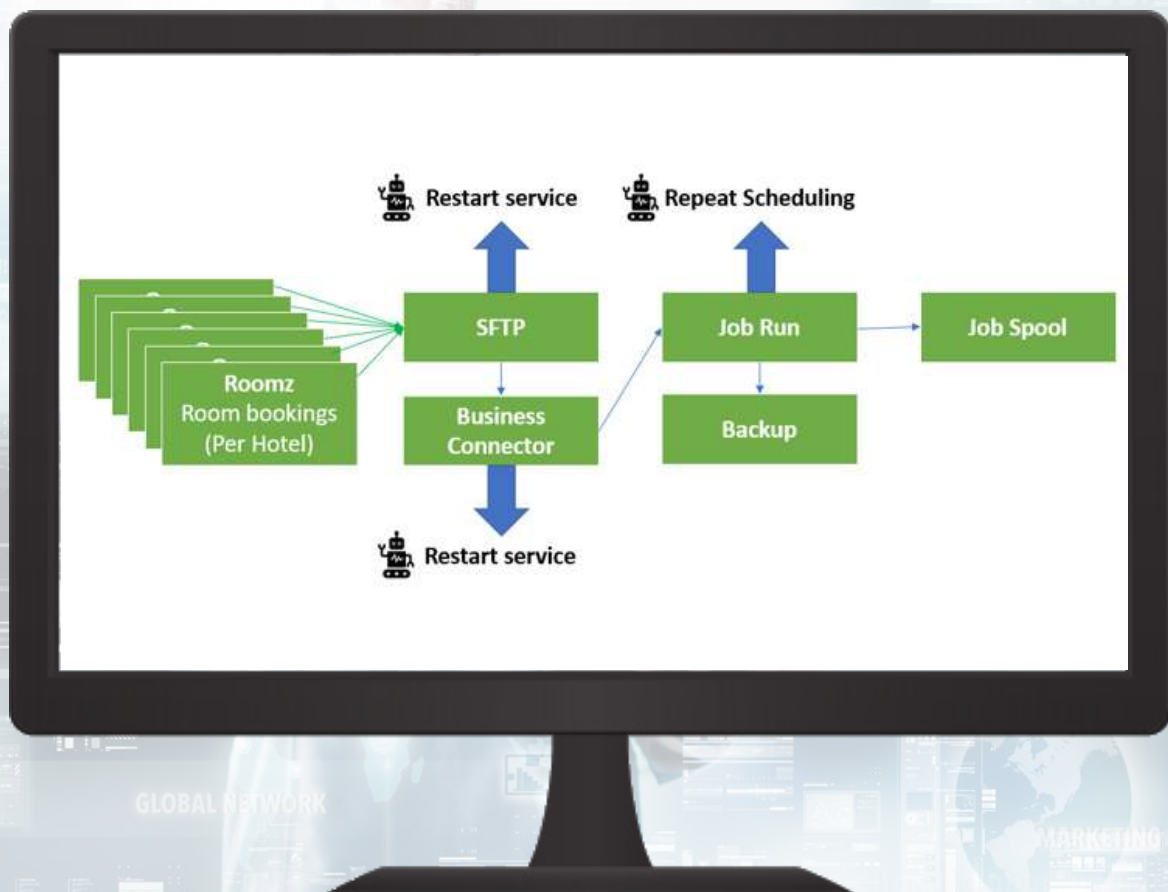 Restart service
Repeat Scheduling
SFTP
Job Run
Job Spool
Roomz
Room bookings
(Per Hotel)
Business
Connector
Backup
Restart service
GLOBAL NETWORK
MARKETING